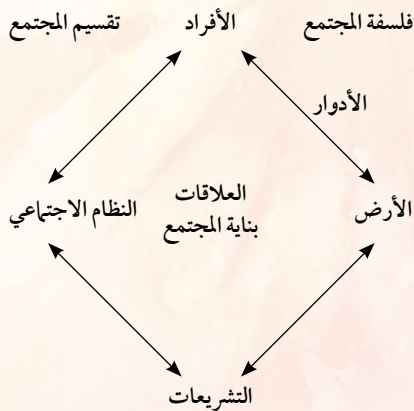 فلسفة المجتمع
الأفراد
تقسيم المجتمع
الأدوار
الأرض
العلاقات
بناية المجتمع
النظام الاجتماعي
التشريعات